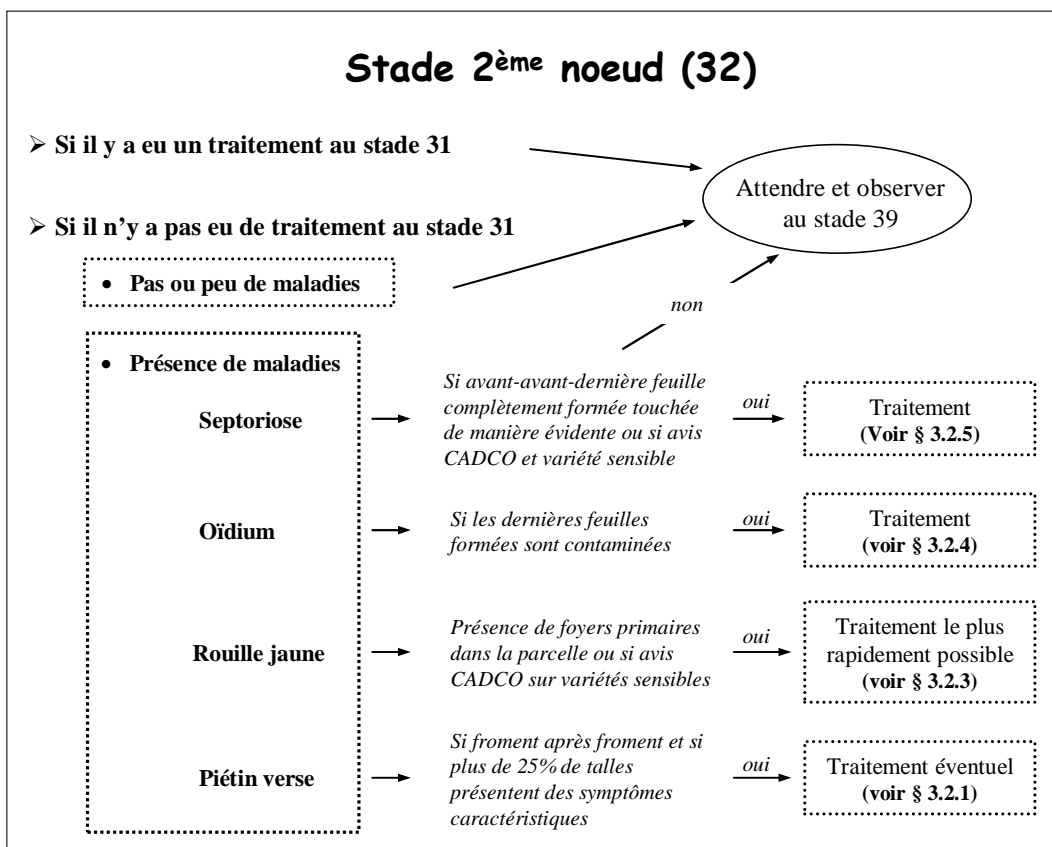 Stade 2ème noeud (32)
➢ Si il y a eu un traitement au stade 31
Attendre et observer
au stade 39
➢ Si il n'y a pas eu de traitement au stade 31
• Pas ou peu de maladies
non
• Présence de maladies
Septoriose
Si avant-avant-dernière feuille
complètement formée touchée
de manière évidente ou si avis
CADCO et variété sensible
oui
Traitement
(Voir § 3.2.5)
Oïdium
Si les dernières feuilles
formées sont contaminées
oui
Traitement
(voir § 3.2.4)
Rouille jaune
Présence de foyers primaires
dans la parcelle ou si avis
CADCO sur variétés sensibles
oui
Traitement le plus
rapidement possible
(voir § 3.2.3)
Piétin verse
Si froment après froment et si
plus de 25% de talles
présentent des symptômes
caractéristiques
oui
Traitement éventuel
(voir § 3.2.1)